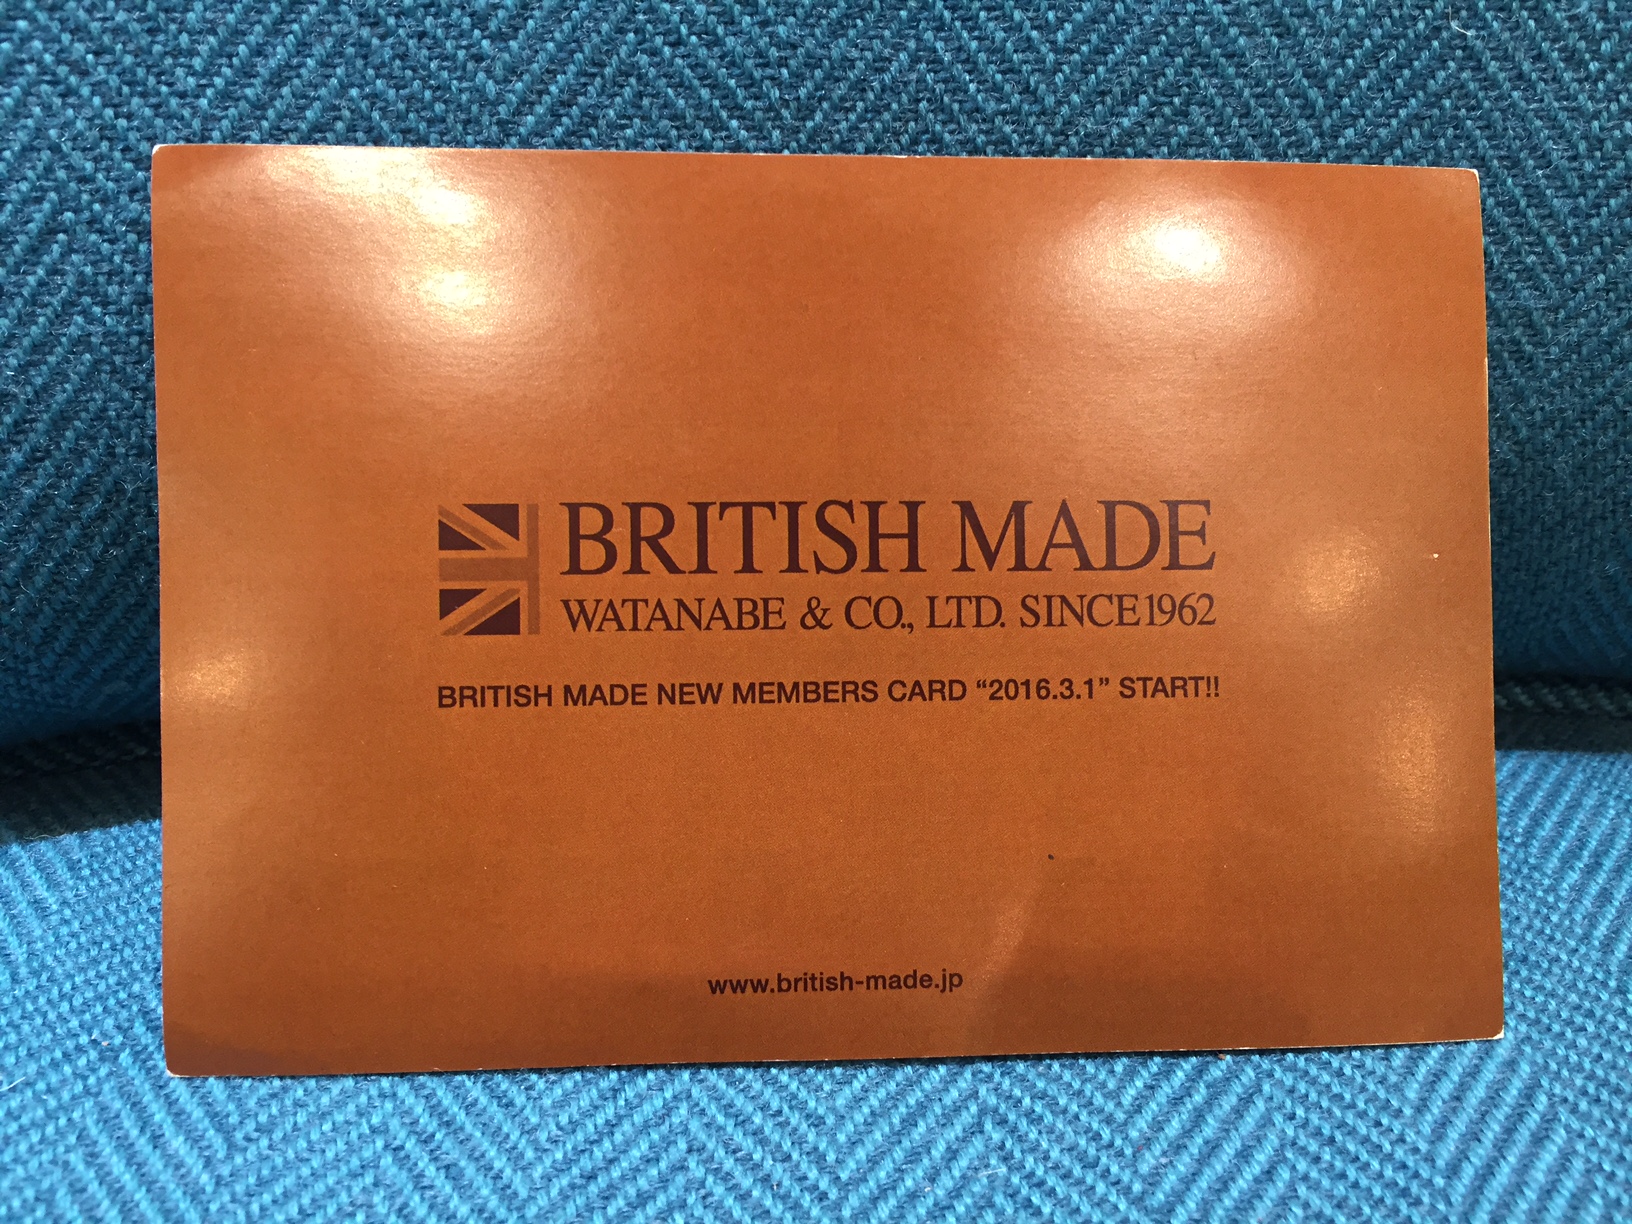 BRITISH MADE
WATANABE & CO., LTD. SINCE1962
BRITISH MADE NEW MEMBERS CARD “2016.3.1” START!!
www.british-made.jp